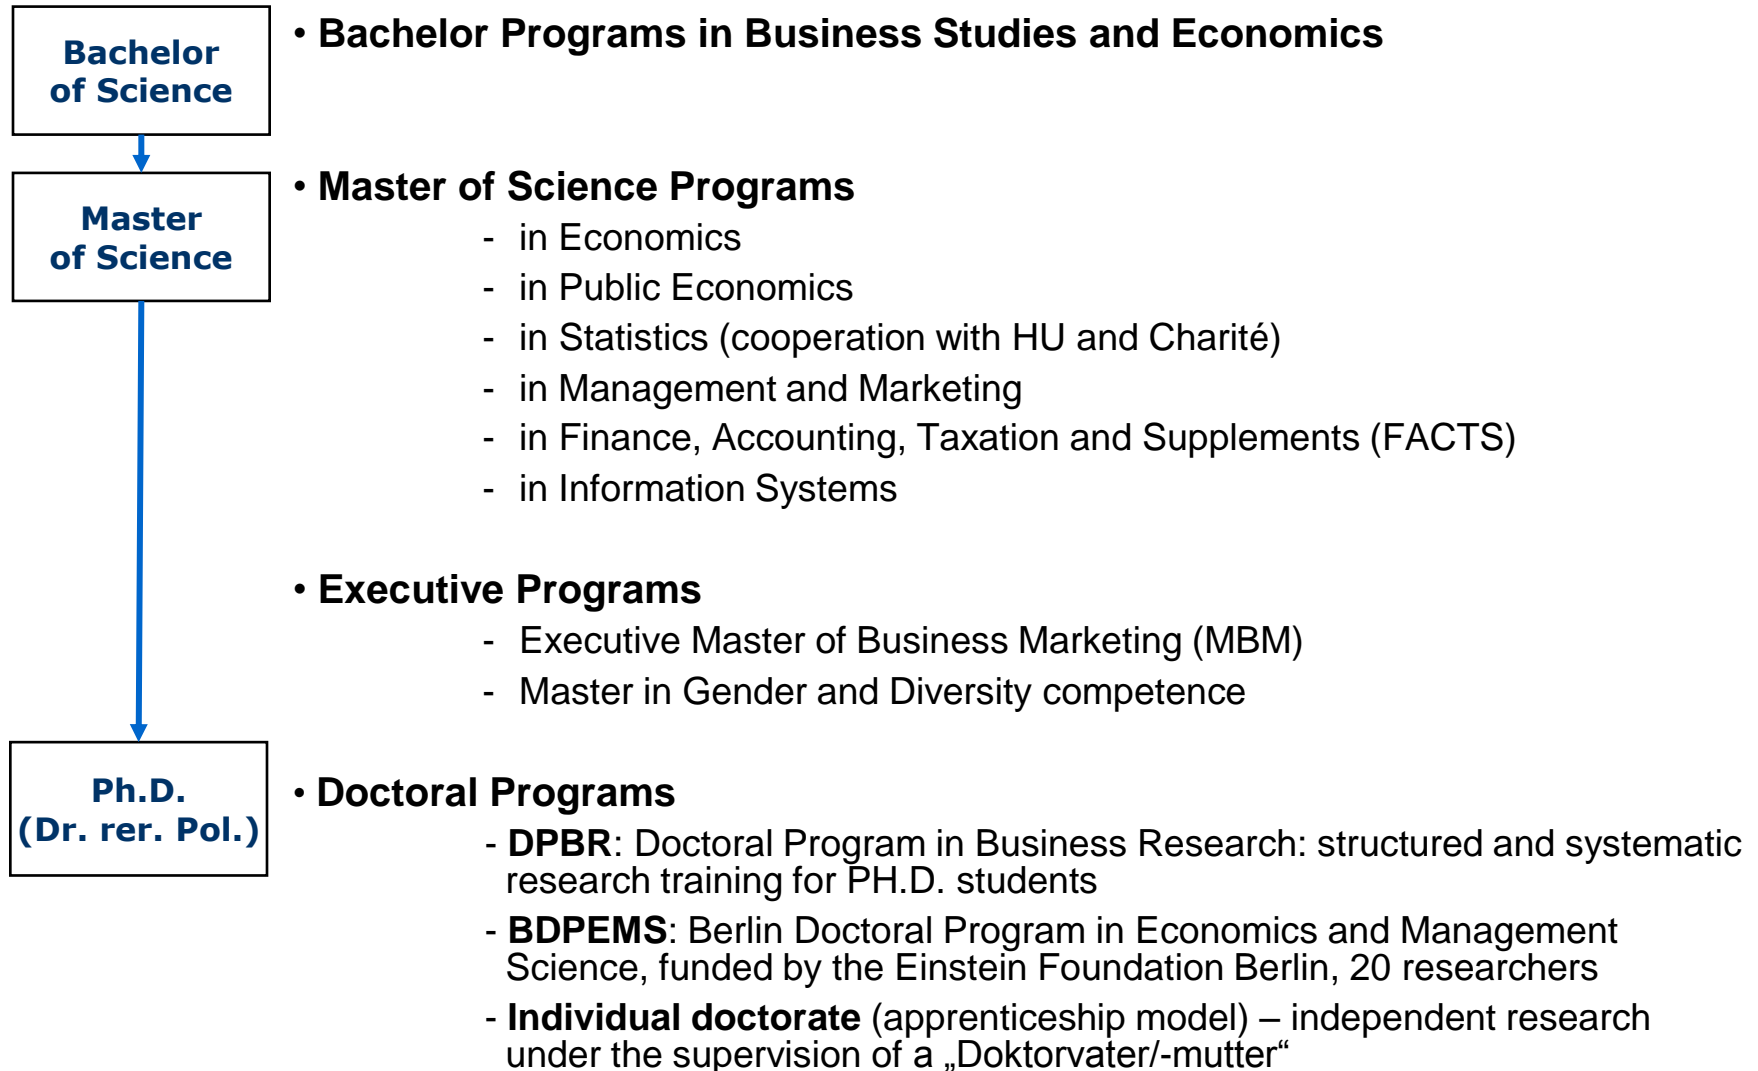 Bachelor
of Science
• Bachelor Programs in Business Studies and Economics
Master
of Science
• Master of Science Programs
- in Economics
- in Public Economics
- in Statistics (cooperation with HU and Charité)
- in Management and Marketing
- in Finance, Accounting, Taxation and Supplements (FACTS)
- in Information Systems
• Executive Programs
- Executive Master of Business Marketing (MBM)
- Master in Gender and Diversity competence
Ph.D.
(Dr. rer. Pol.)
• Doctoral Programs
- DPBR: Doctoral Program in Business Research: structured and systematic
research training for PH.D. students
- BDPEMS: Berlin Doctoral Program in Economics and Management
Science, funded by the Einstein Foundation Berlin, 20 researchers
- Individual doctorate (apprenticeship model) – independent research
under the supervision of a „Doktorvater/-mutter“